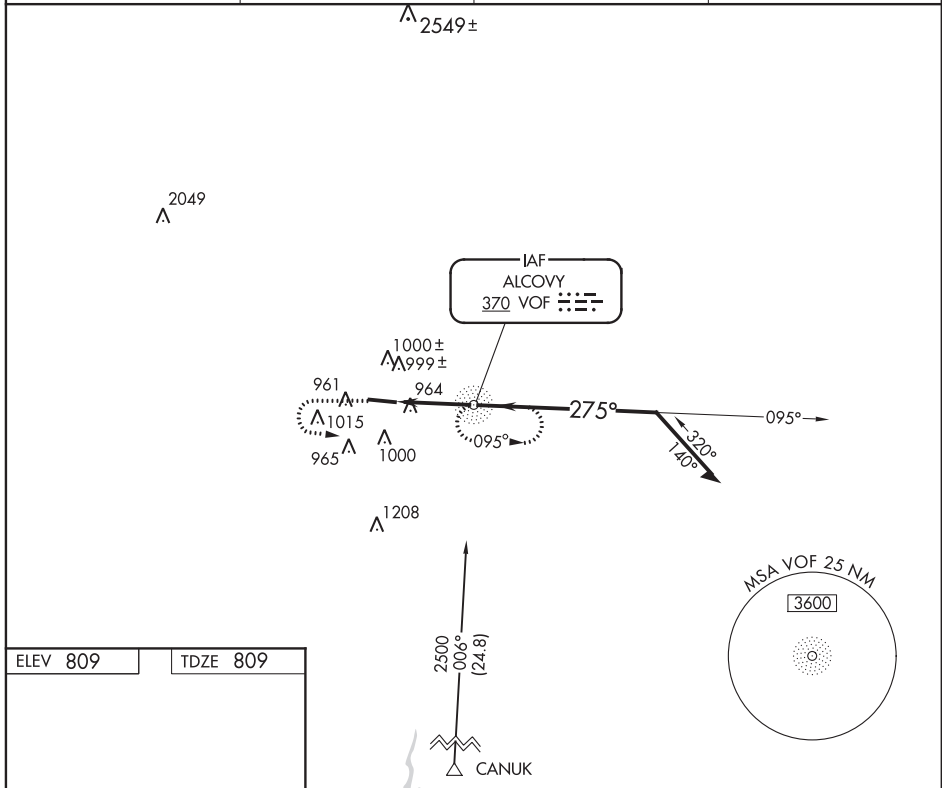 2549±
2049
IAF
ALCOVY
370 VOF
1000±
999±
961
964
275°
095°
1015
095°
965
1000
320°
140°
1208
MSA VOF 25 NM
3600
2500
006°
(24.8)
ELEV 809
TDZE 809
CANUK